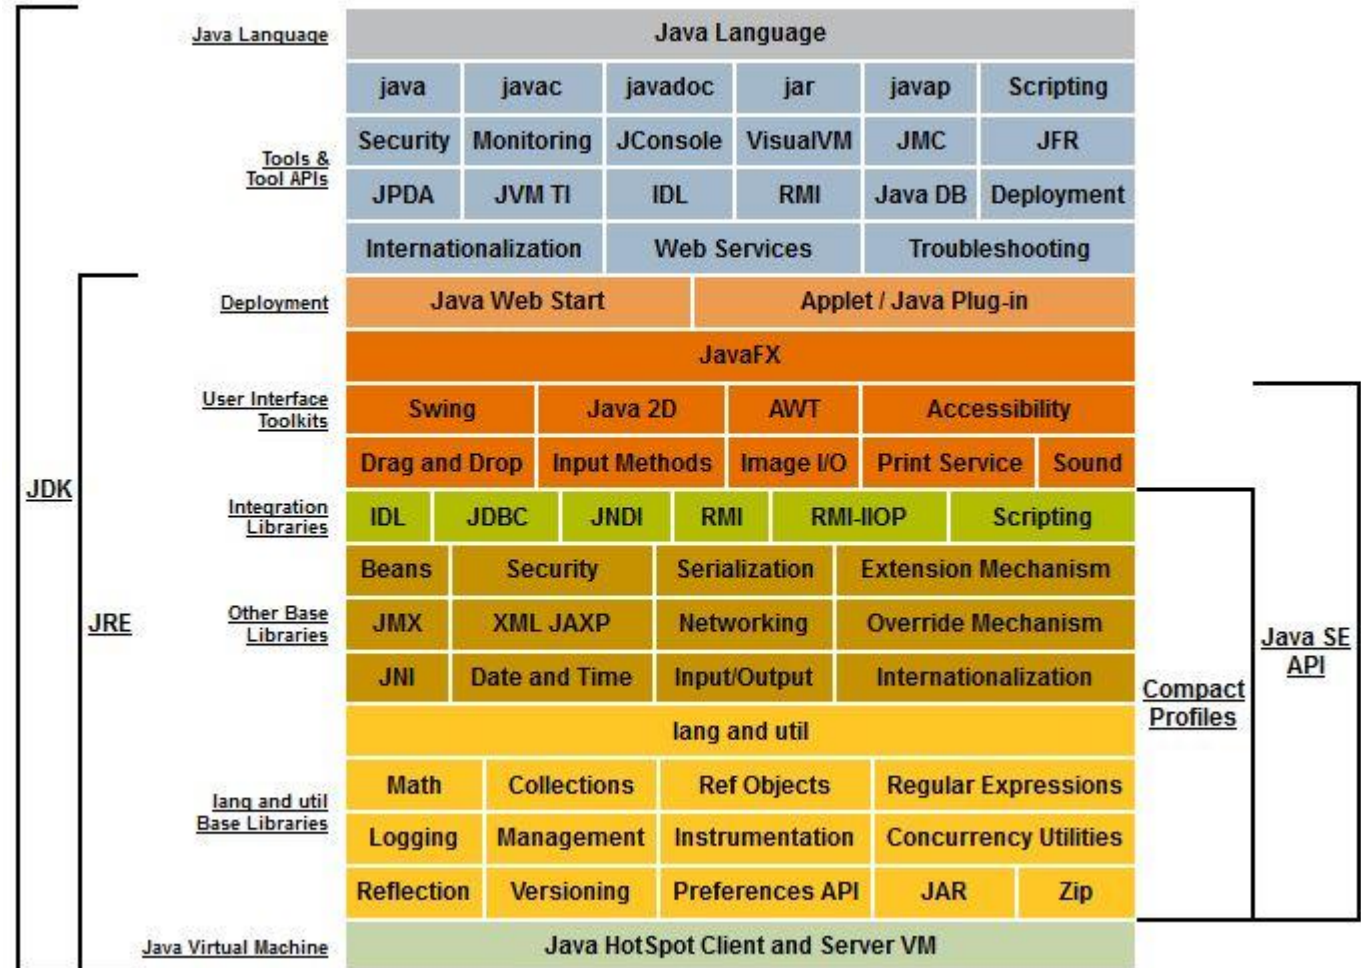 Java Language
Java Language
java javac javadoc jar javap Scripting
Security Monitoring JConsole VisualVM JMC JFR
Tools &
Tool APIs
JPDA JVM TI IDL RMI Java DB Deployment
Internationalization Web Services Troubleshooting
Deployment
Java Web Start Applet / Java Plug-in
JavaFX
User Interface
Toolkits
Swing Java 2D AWT Accessibility
Drag and Drop Input Methods Image I/O Print Service Sound
JDK
Integration
Libraries
IDL JDBC JNDI RMI RMI-IIOP Scripting
Beans Security Serialization Extension Mechanism
JRE
Other Base
Libraries
JMX XML JAXP Networking Override Mechanism
Java SE
API
JNI Date and Time Input/Output Internationalization
Compact
Profiles
lang and util
Math Collections Ref Objects Regular Expressions
lang and util
Base Libraries
Logging Management Instrumentation Concurrency Utilities
Reflection Versioning Preferences API JAR Zip
Java Virtual Machine
Java HotSpot Client and Server VM